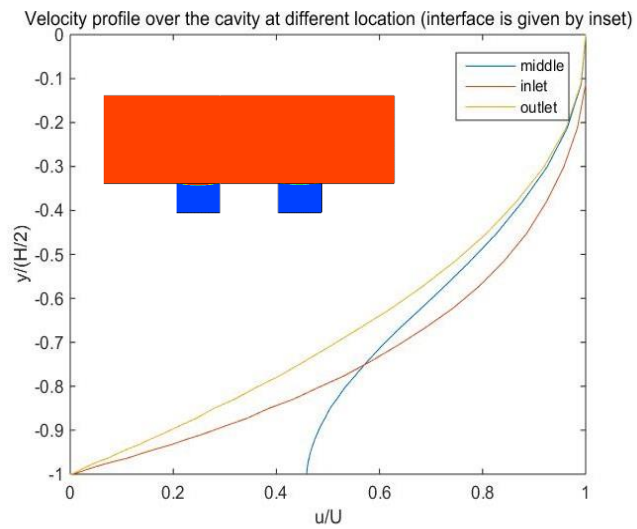 Velocity profile over the cavity at different location (interface is given by inset)
0
-0.1
-0.2
-0.3
-0.4
-0.5
-0.6
-0.7
-0.8
-0.9
-1
y/(H/2)
middle
inlet
outlet
0
0.2
0.4
0.6
0.8
1
u/U